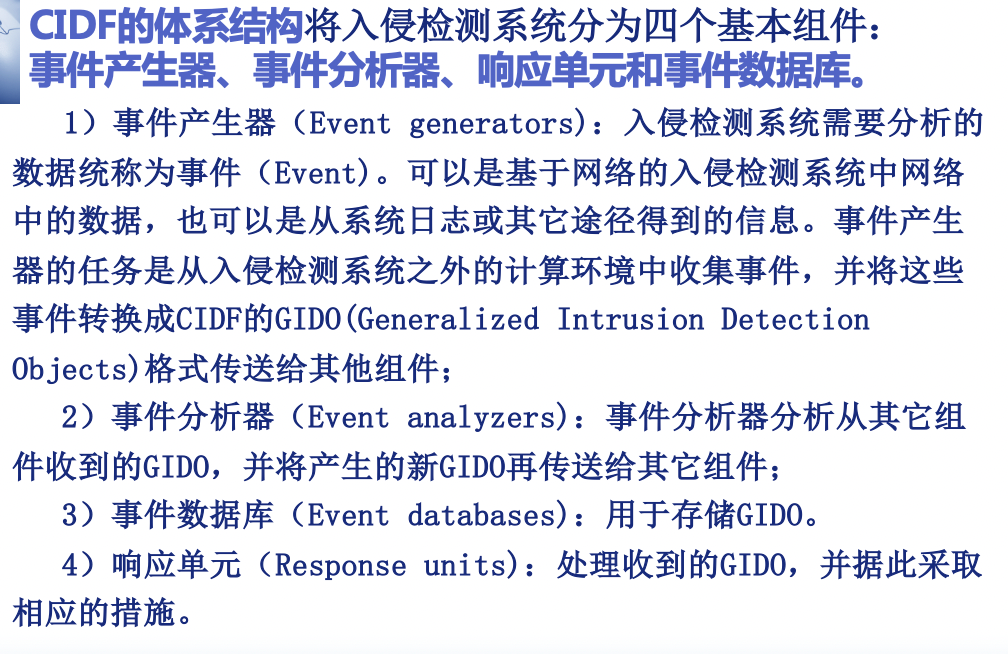 CIDF的体系结构将入侵检测系统分为四个基本组件：
事件产生器、事件分析器、响应单元和事件数据库。
1）事件产生器（Event generators）：入侵检测系统需要分析的
数据统称为事件（Event）。可以是基于网络的入侵检测系统中网络
中的数据，也可以是从系统日志或其它途径得到的信息。事件产生
器的任务是从入侵检测系统之外的计算环境中收集事件，并将这些
事件转换成CIDF的GIDO(Generalized Intrusion Detection
Objects)格式传送给其他组件；
2）事件分析器（Event analyzers）：事件分析器分析从其它组
件收到的GIDO，并将产生的新GIDO再传送给其它组件；
3）事件数据库（Event databases）：用于存储GIDO。
4）响应单元（Response units）：处理收到的GIDO，并据此采取
相应的措施。